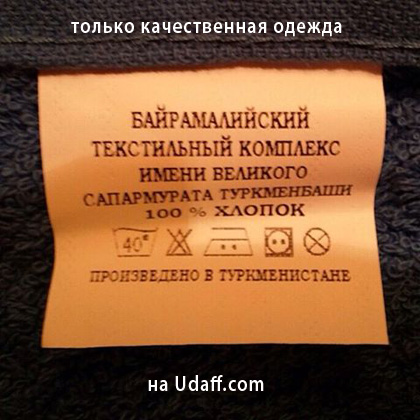 только качественная одежда
БАЙРАМАЛИЙСКИЙ
ТЕКСТИЛЬНЫЙ КОМПЛЕКС
ИМЕНИ ВЕЛИКОГО
САПАРМУРАТА ТУРКМЕНБАШИ
100 % ХЛОПОК
40°
ПРОИЗВЕДЕНО В ТУРКМЕНИСТАНЕ
на Udaff.com